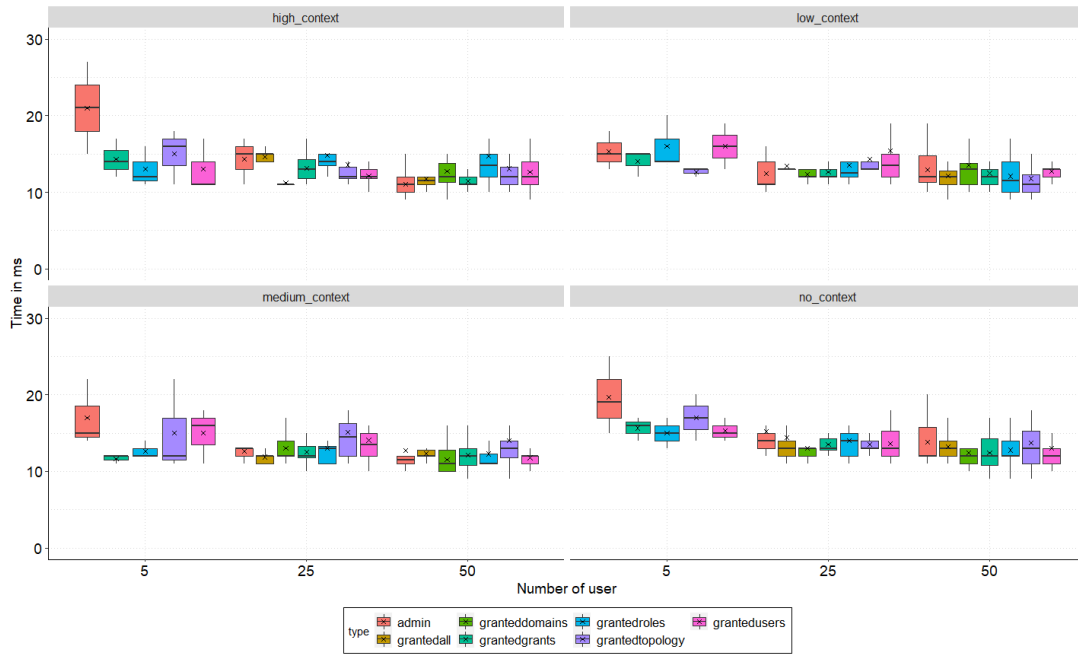 high_context low_context
30
20
10
0
medium_context no_context
30
20
10
0
Time in ms
5 25 50 5 25 50
Number of user
type
admin granteddomains grantedroles grantedusers
grantedall grantedgrants grantedtopology